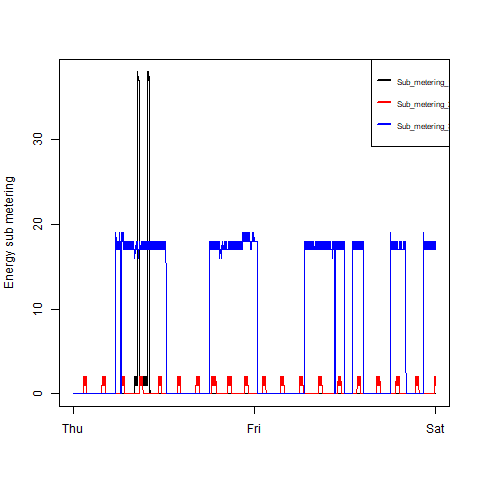 Energy sub metering
30
20
10
0
Thu
Fri
Sat
Sub_metering_
Sub_metering_
Sub_metering_